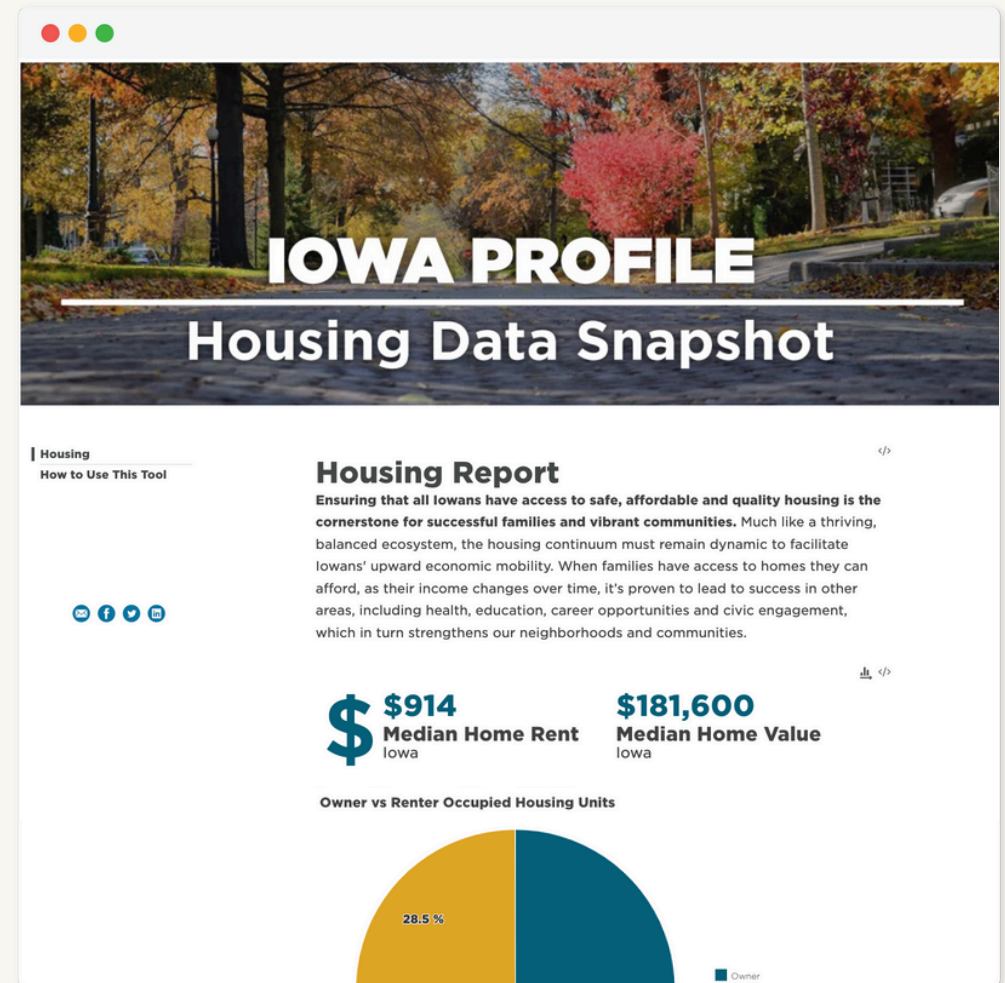 IOWA PROFILE
Housing Data Snapshot
Housing
How to Use This Tool
</>
Housing Report
Ensuring that all Iowans have access to safe, affordable and quality housing is the
cornerstone for successful families and vibrant communities. Much like a thriving,
balanced ecosystem, the housing continuum must remain dynamic to facilitate
Iowans' upward economic mobility. When families have access to homes they can
afford, as their income changes over time, it's proven to lead to success in other
areas, including health, education, career opportunities and civic engagement,
which in turn strengthens our neighborhoods and communities.
</>
$
$914
Median Home Rent
Iowa
$181,600
Median Home Value
Iowa
Owner vs Renter Occupied Housing Units
28.5 %
Owner